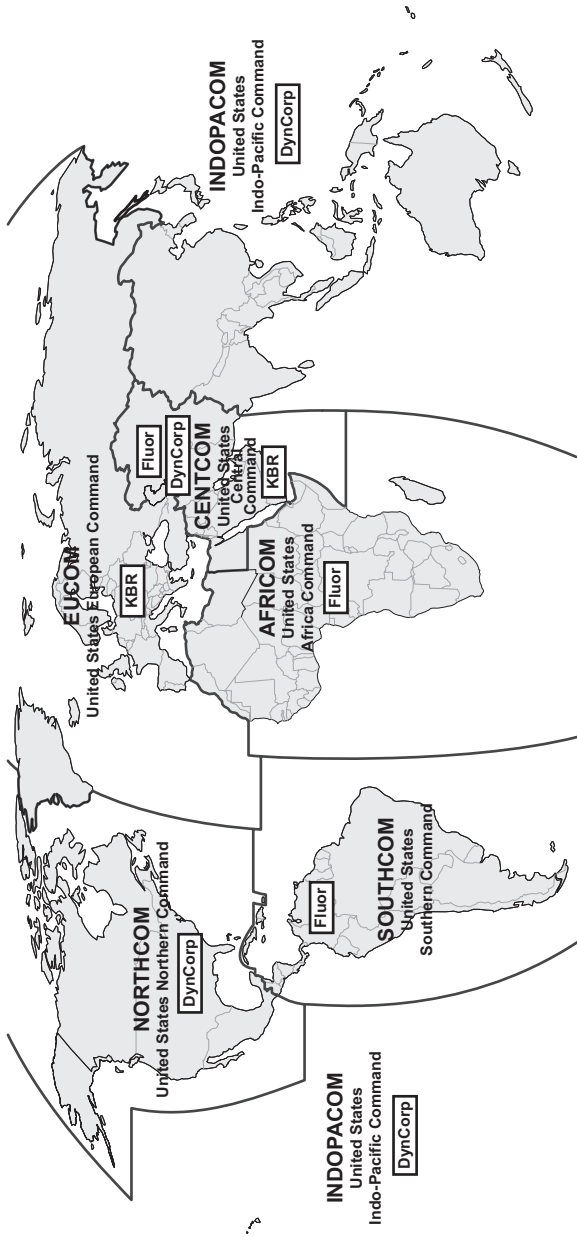 NORTHCOM
United States Northern Command
DynCorp
EUCOM
United States European Command
KBR
Fluor
DynCorp
CENTCOM
United States
Central
Command
KBR
INDOPACOM
United States
Indo-Pacific Command
DynCorp
AFRICOM
United States
Africa Command
Fluor
Fluor
SOUTHCOM
United States
Southern Command
INDOPACOM
United States
Indo-Pacific Command
DynCorp